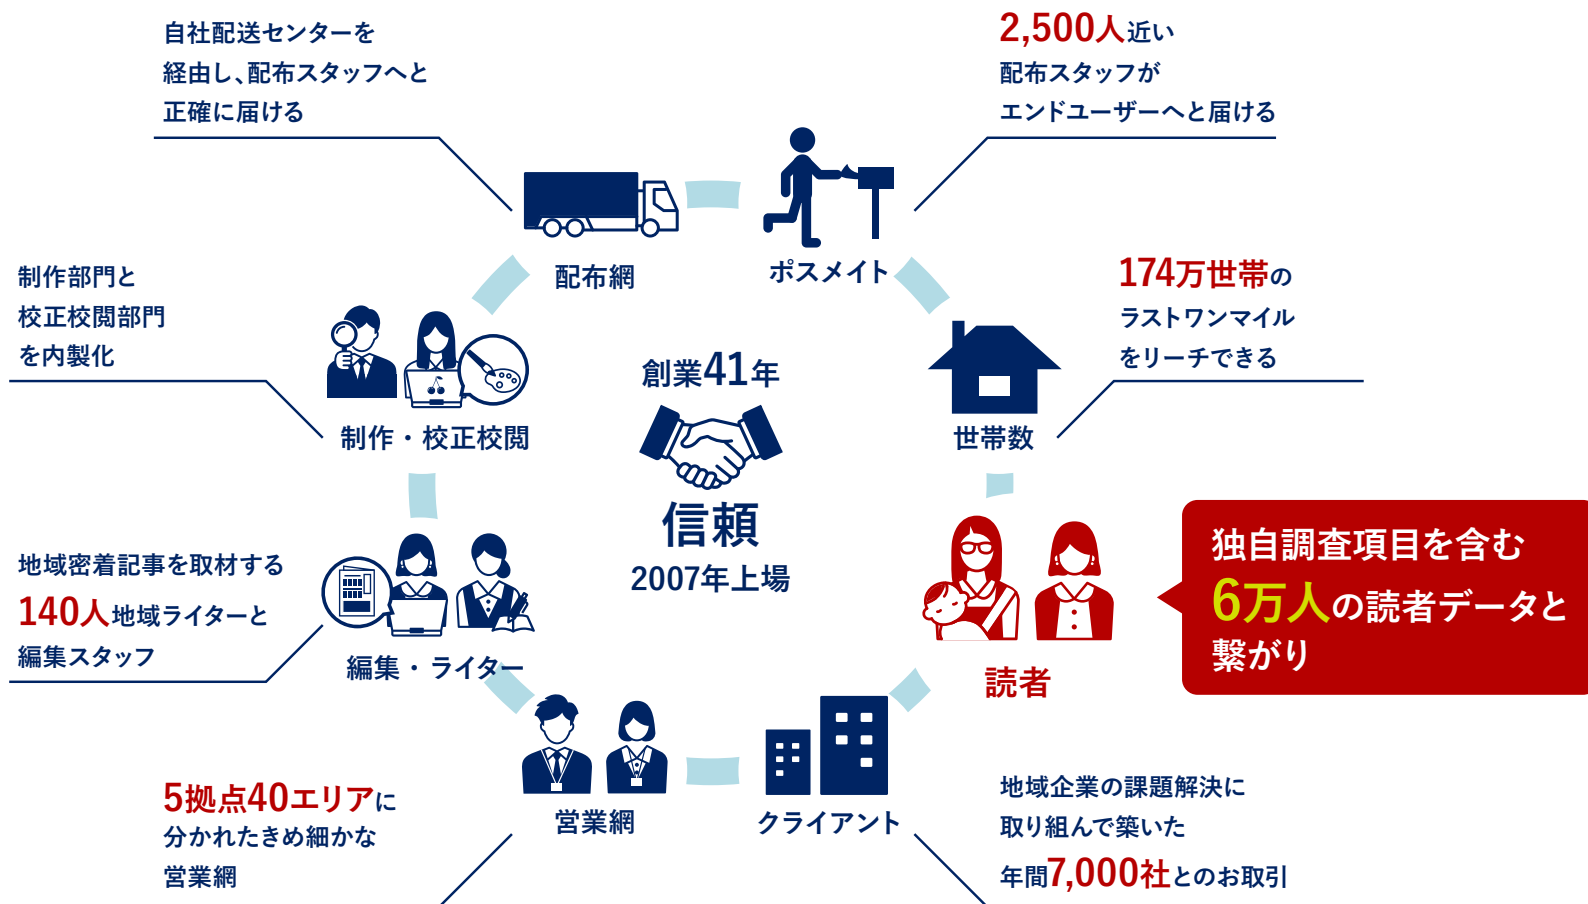 自社配送センターを
経由し、配布スタッフへと
正確に届ける
2,500人近い
配布スタッフが
エンドユーザーへと届ける
配布網
ポスメイト
制作部門と
校正校閲部門
を内製化
174万世帯の
ラストワンマイル
をリーチできる
制作・校正校閲
創業41年
信頼
2007年上場
世帯数
地域密着記事を取材する
140人地域ライターと
編集スタッフ
編集・ライター
読者
独自調査項目を含む
6万人の読者データと
繋がり
5拠点40エリアに
分かれたきめ細かな
営業網
営業網
クライアント
地域企業の課題解決に
取り組んで築いた
年間7,000社とのお取引